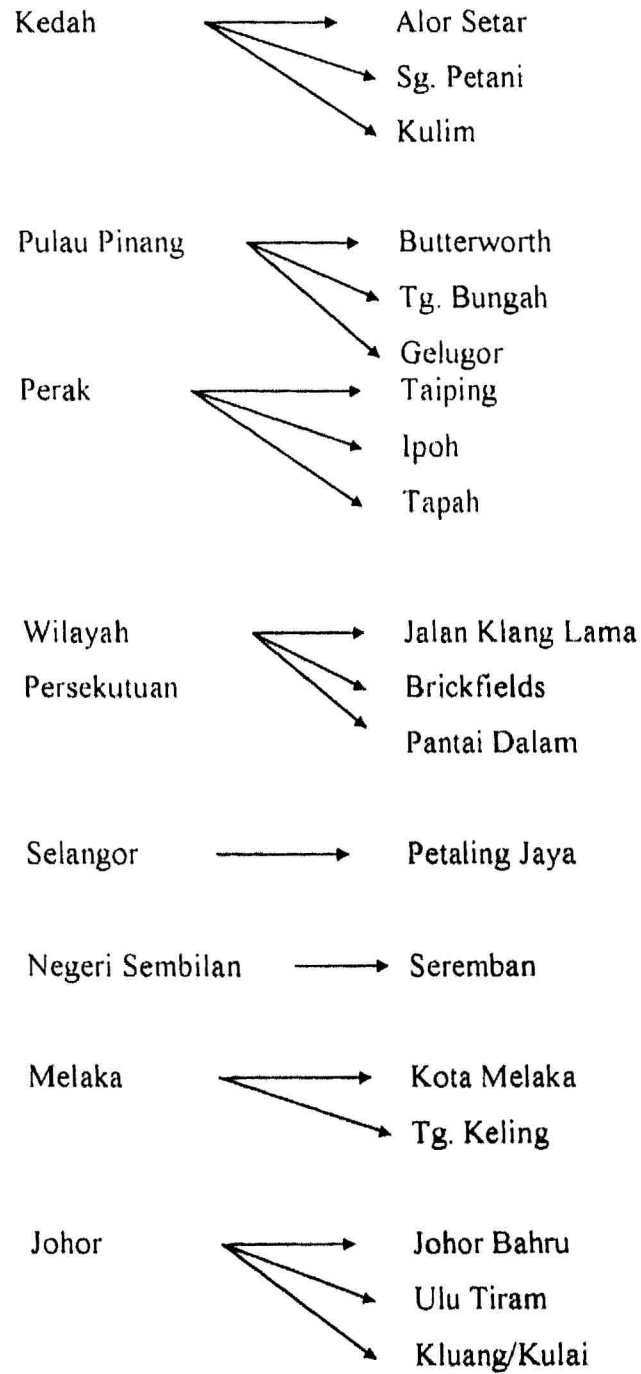 Kedah Alor Setar
Sg. Petani
Kulim
Pulau Pinang Butterworth
Tg. Bungah
Gelugor
Perak Taiping
Ipoh
Tapah
Wilayah Jalan Klang Lama
Persekutuan Brickfields
Pantai Dalam
Selangor Petaling Jaya
Negeri Sembilan Seremban
Melaka Kota Melaka
Tg. Keling
Johor Johor Bahru
Ulu Tiram
Kluang/Kulai